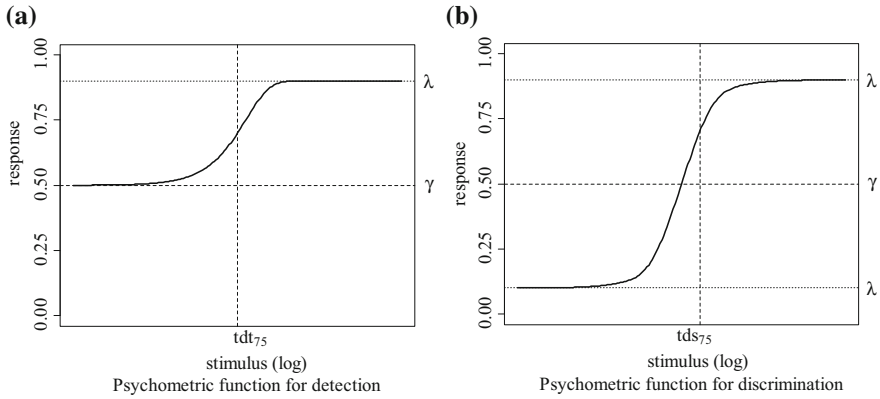 (a)
1.00
0.75
0.50
0.25
0.00
response
λ
γ
tdt75
stimulus (log)
Psychometric function for detection
(b)
1.00
0.75
0.50
0.25
0.00
response
λ
γ
λ
tds75
stimulus (log)
Psychometric function for discrimination